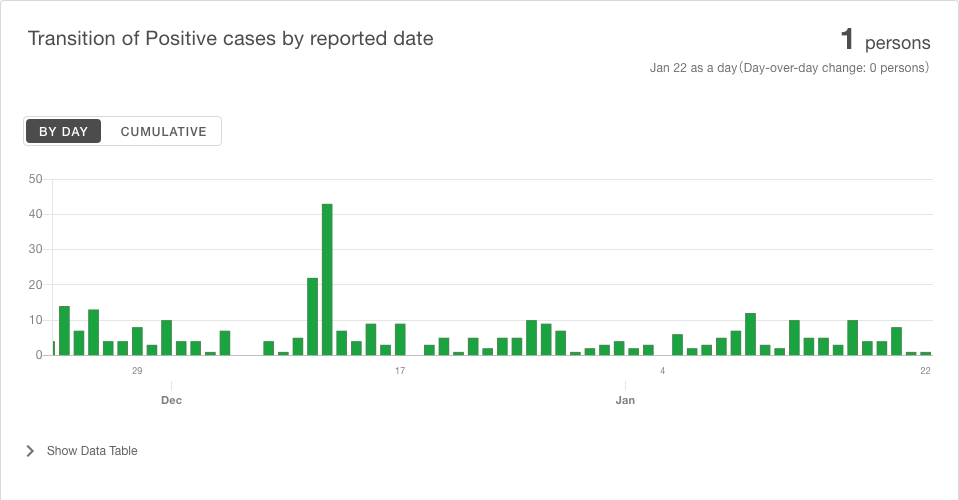 Transition of Positive cases by reported date
1 persons
Jan 22 as a day(Day-over-day change: 0 persons)
BY DAY CUMULATIVE
50
40
30
20
10
0
29 17 4 22
Dec Jan
Show Data Table